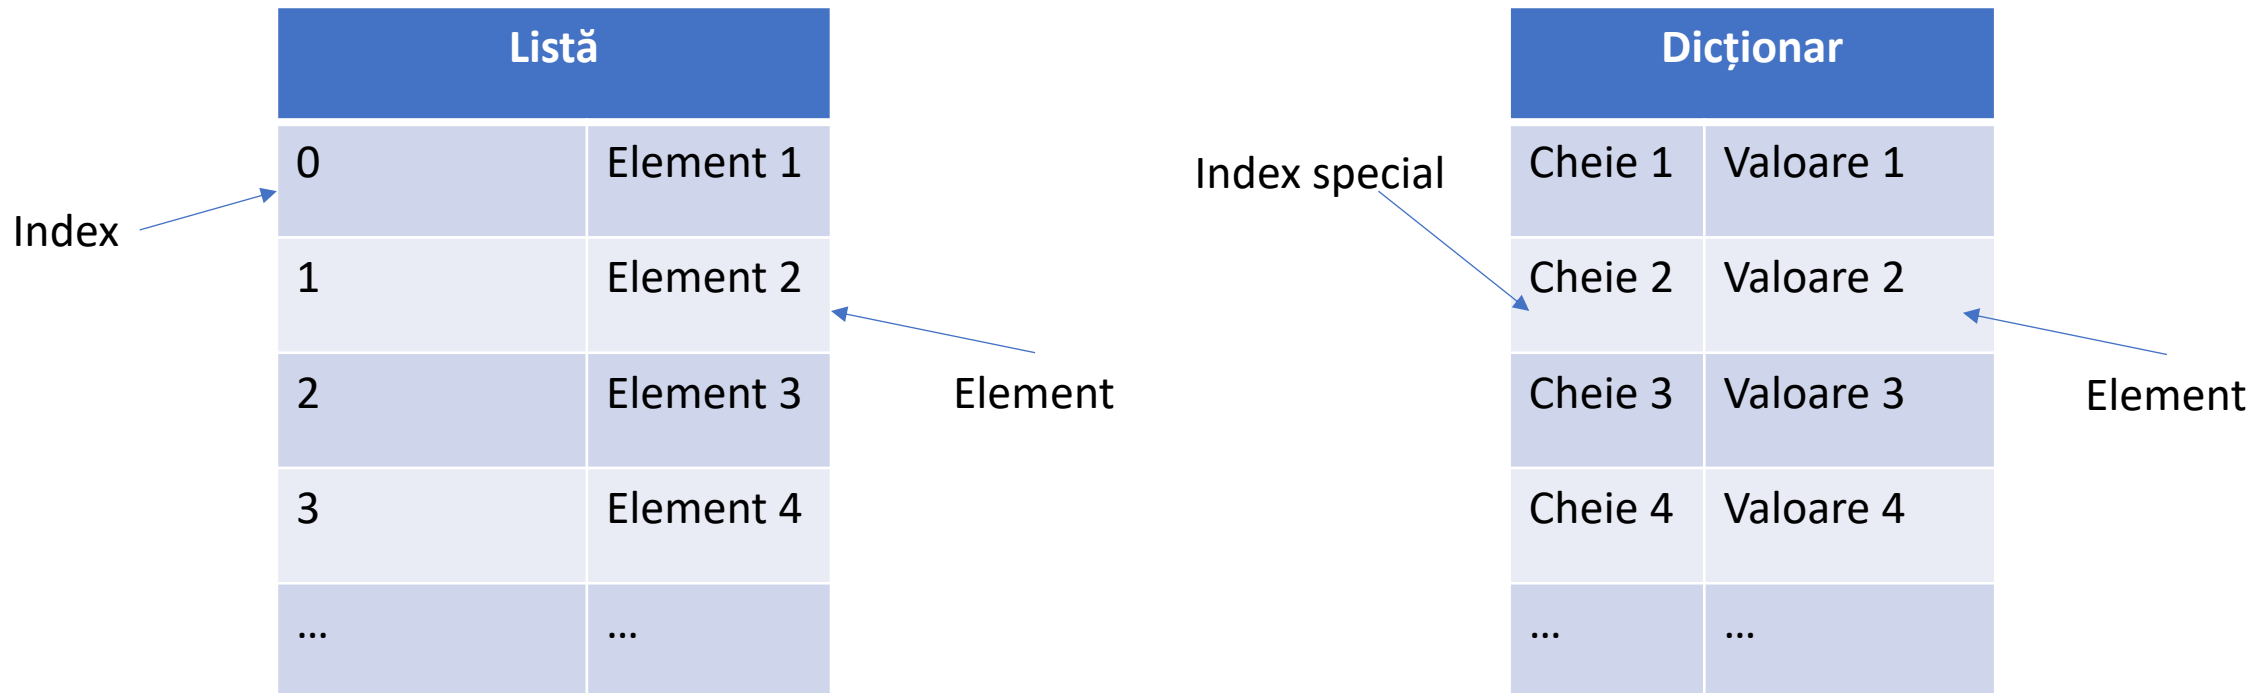 Listă
0 Element 1
1 Element 2
2 Element 3
3 Element 4
... ...
Index
Element
Dicționar
Cheie 1 Valoare 1
Cheie 2 Valoare 2
Cheie 3 Valoare 3
Cheie 4 Valoare 4
... ...
Index special
Element